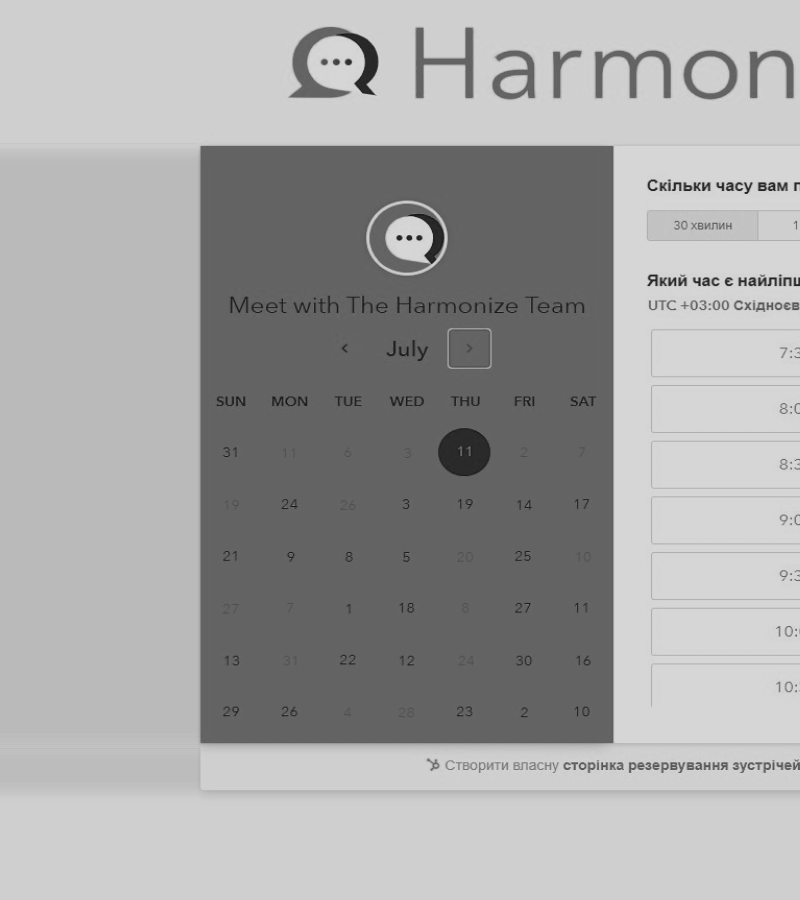 Harmon
Meet with The Harmonize Team
July
SUN MON TUE WED THU FRI SAT
31 11 6 3 11 2 7
19 24 26 3 19 14 17
21 9 8 5 20 25 10
27 7 1 18 8 27 11
13 31 22 12 24 30 16
29 26 4 28 23 2 10
Скільки часу вам п
30 хвилин 1
Який час є найліпш
UTC +03:00 Східноєв
7:3
8:0
8:3
9:0
9:3
10:
10:
Створити власну сторінка резервування зустрічей